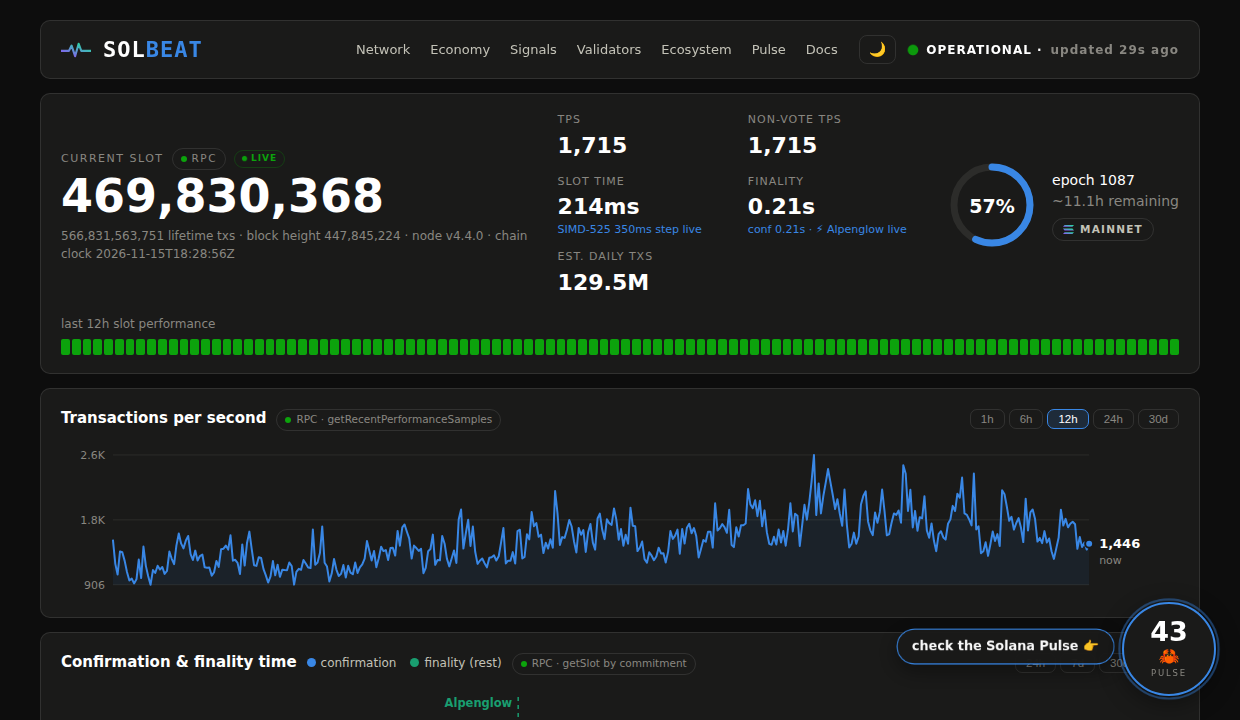 SOLBEAT
Network Economy Signals Validators Ecosystem Pulse Docs
OPERATIONAL · updated 29s ago
CURRENT SLOT RPC LIVE
469,830,368
566,831,563,751 lifetime txs · block height 447,845,224 · node v4.4.0 · chain
clock 2026-11-15T18:28:56Z
TPS
1,715
NON-VOTE TPS
1,715
SLOT TIME
214ms
SIMD-525 350ms step live
FINALITY
0.21s
conf 0.21s · ⚡ Alpenglow live
EST. DAILY TXS
129.5M
57%
epoch 1087
~11.1h remaining
MAINNET
last 12h slot performance
Transactions per second RPC · getRecentPerformanceSamples
1h 6h 12h 24h 30d
2.6K
1.8K
906
1,446
now
Confirmation & finality time confirmation finality (rest) RPC · getSlot by commitment
check the Solana Pulse 👉
43
🦀
PULSE
Alpenglow